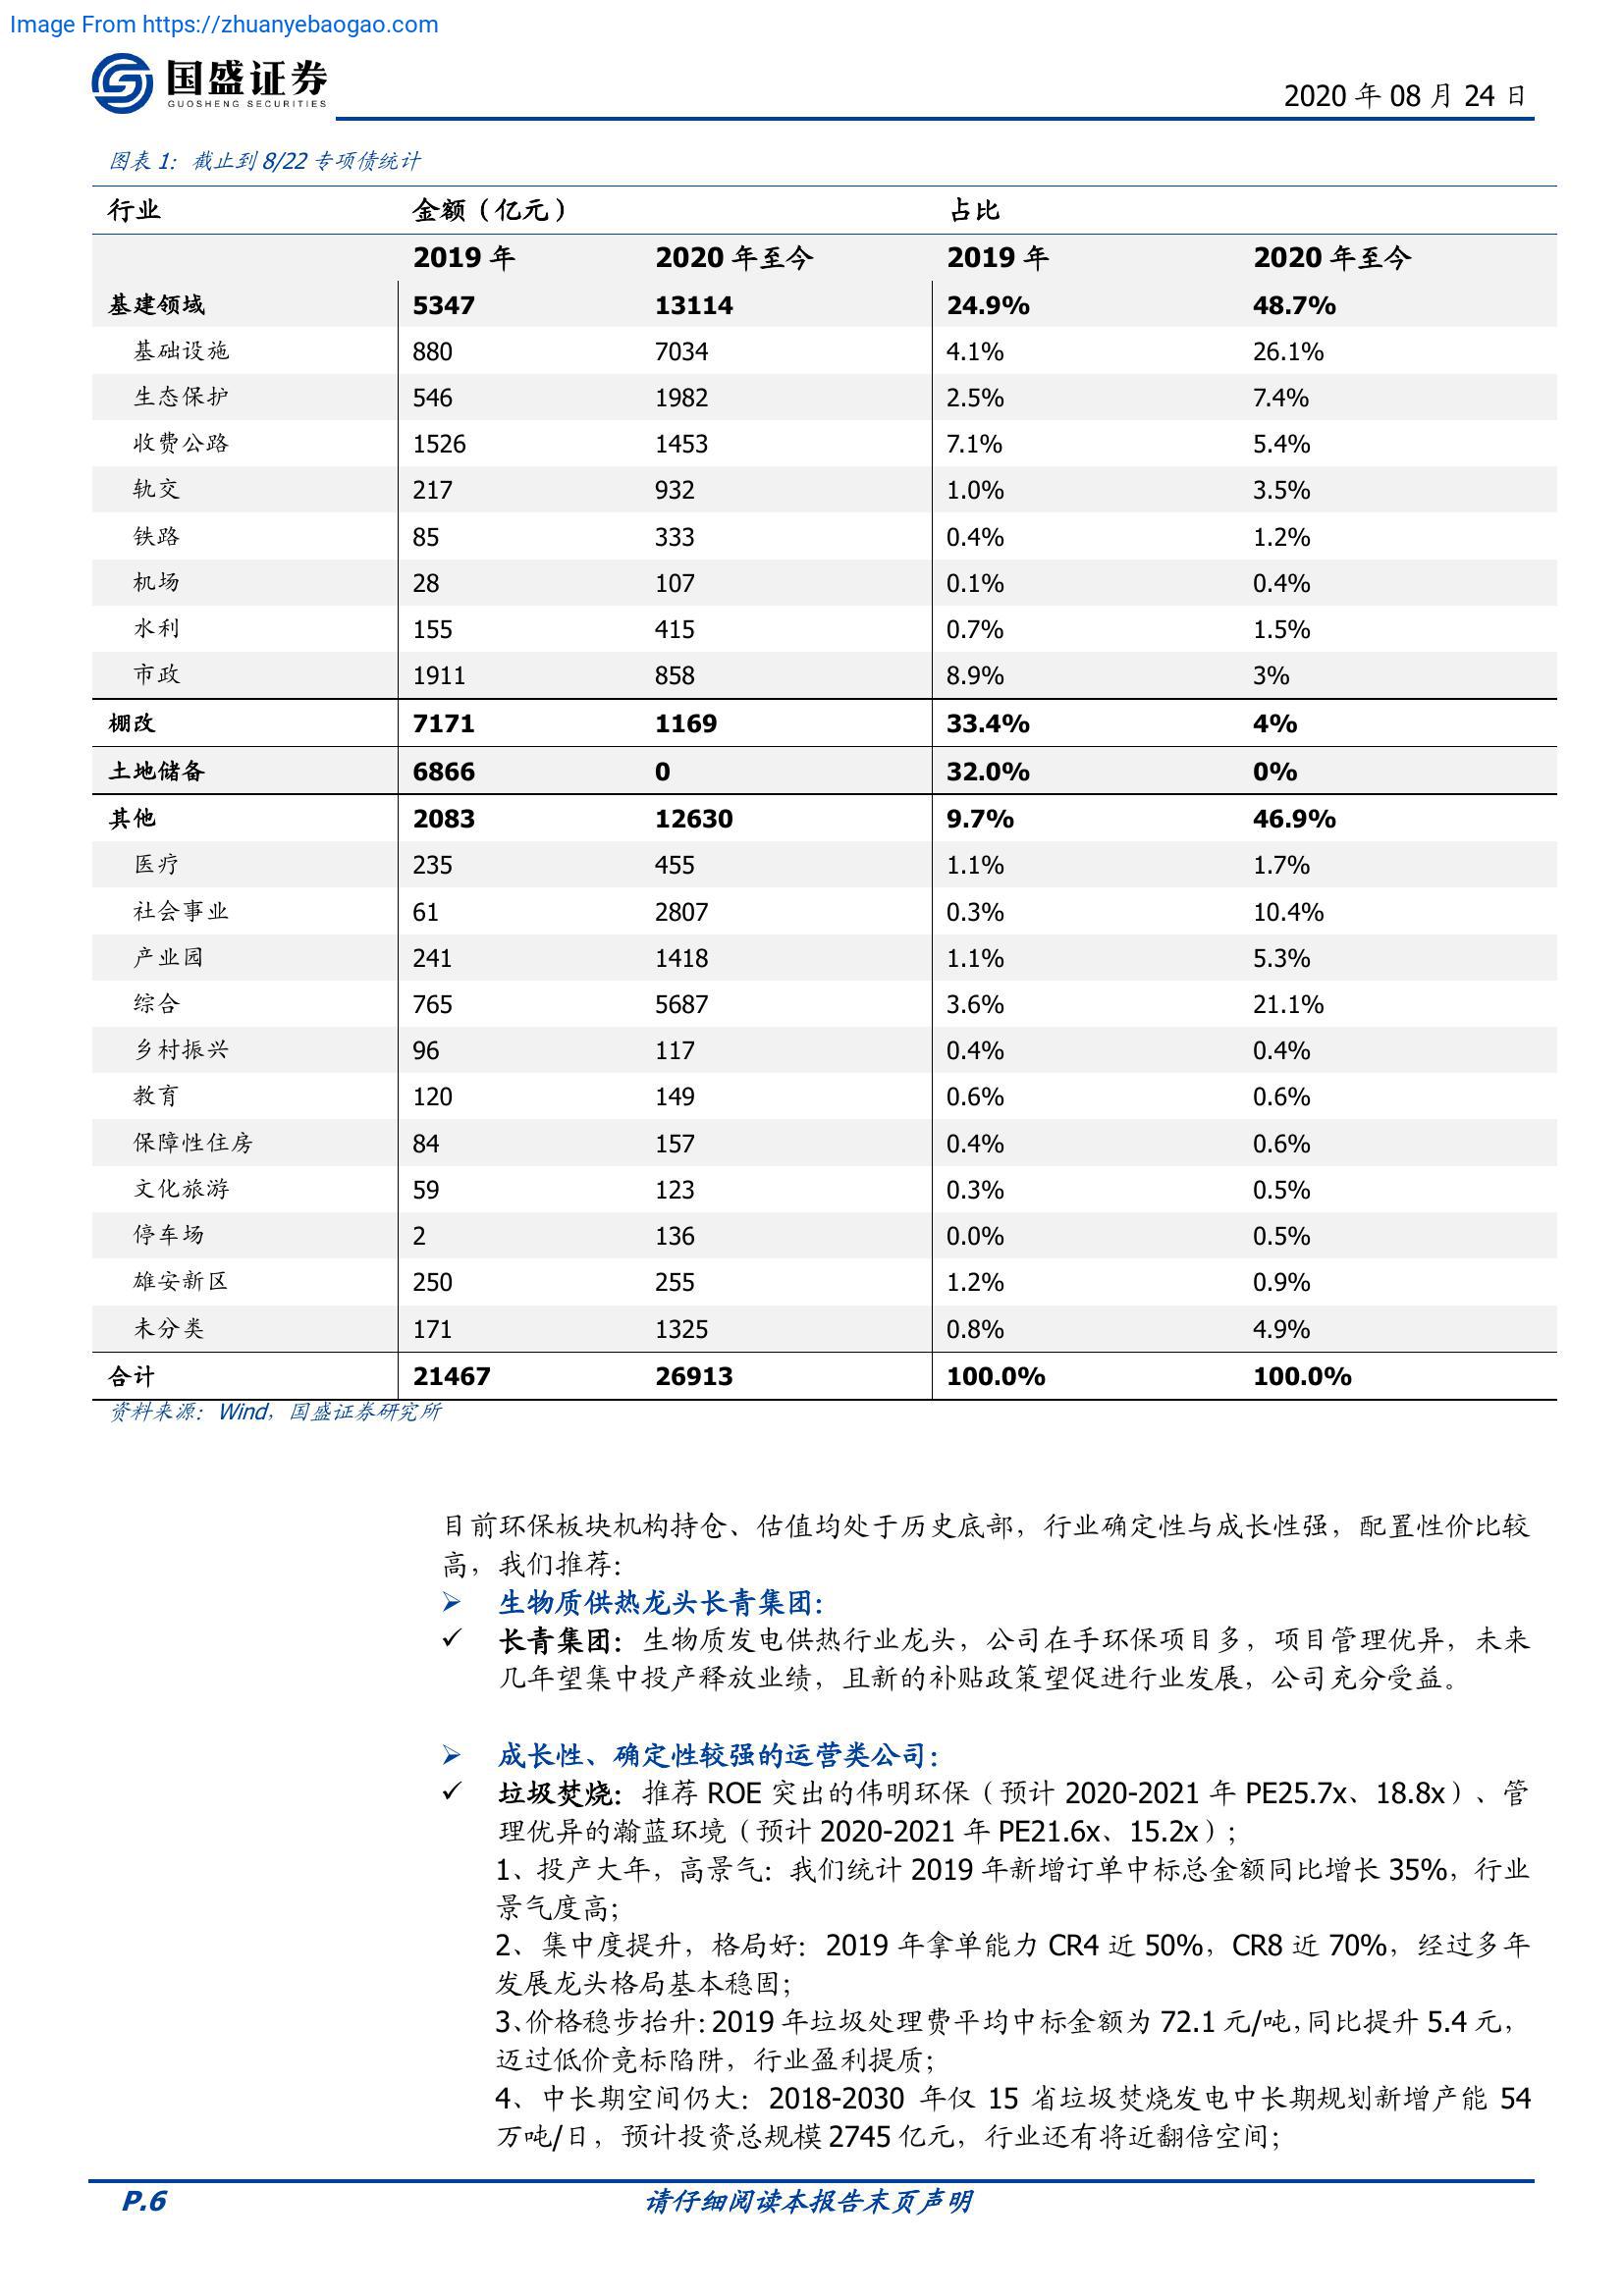 Image From https://zhuanyebaogao.com
国盛证券
GUOSHENG SECURITIES
2020 年 08 月 24 日
图表 1：截止到 8/22 专项债统计
行业 金额（亿元） 占比
2019 年 2020 年至今 2019 年 2020 年至今
基建领域 5347 13114 24.9% 48.7%
基础设施 880 7034 4.1% 26.1%
生态保护 546 1982 2.5% 7.4%
收费公路 1526 1453 7.1% 5.4%
轨交 217 932 1.0% 3.5%
铁路 85 333 0.4% 1.2%
机场 28 107 0.1% 0.4%
水利 155 415 0.7% 1.5%
市政 1911 858 8.9% 3%
棚改 7171 1169 33.4% 4%
土地储备 6866 0 32.0% 0%
其他 2083 12630 9.7% 46.9%
医疗 235 455 1.1% 1.7%
社会事业 61 2807 0.3% 10.4%
产业园 241 1418 1.1% 5.3%
综合 765 5687 3.6% 21.1%
乡村振兴 96 117 0.4% 0.4%
教育 120 149 0.6% 0.6%
保障性住房 84 157 0.4% 0.6%
文化旅游 59 123 0.3% 0.5%
停车场 2 136 0.0% 0.5%
雄安新区 250 255 1.2% 0.9%
未分类 171 1325 0.8% 4.9%
合计 21467 26913 100.0% 100.0%
资料来源：Wind，国盛证券研究所
目前环保板块机构持仓、估值均处于历史底部，行业确定性与成长性强，配置性价比较
高，我们推荐：
➢ 生物质供热龙头长青集团：
✓ 长青集团：生物质发电供热行业龙头，公司在手环保项目多，项目管理优异，未来
几年望集中投产释放业绩，且新的补贴政策望促进行业发展，公司充分受益。
➢ 成长性、确定性较强的运营类公司：
✓ 垃圾焚烧：推荐 ROE 突出的伟明环保（预计 2020-2021 年 PE25.7x、18.8x）、管
理优异的瀚蓝环境（预计 2020-2021 年 PE21.6x、15.2x）；
1、投产大年，高景气：我们统计 2019 年新增订单中标总金额同比增长 35%，行业
景气度高；
2、集中度提升，格局好：2019 年拿单能力 CR4 近 50%，CR8 近 70%，经过多年
发展龙头格局基本稳固；
3、价格稳步抬升：2019 年垃圾处理费平均中标金额为 72.1 元/吨，同比提升 5.4 元，
迈过低价竞标陷阱，行业盈利提质；
4、中长期空间仍大：2018-2030 年仅 15 省垃圾焚烧发电中长期规划新增产能 54
万吨/日，预计投资总规模 2745 亿元，行业还有将近翻倍空间；
P.6 请仔细阅读本报告末页声明